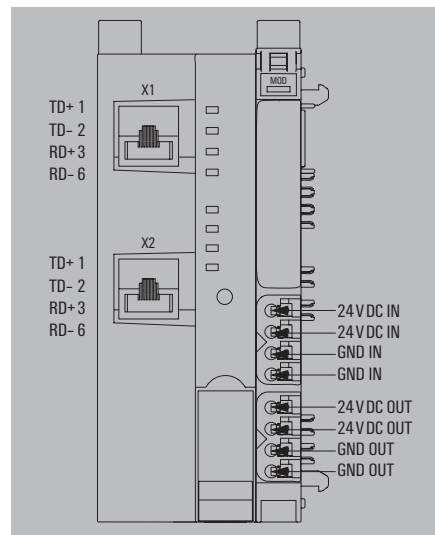 MOD
X1
TD+ 1
TD- 2
RD+ 3
RD- 6
X2
TD+ 1
TD- 2
RD+ 3
RD- 6
24 V DC IN
24 V DC IN
GND IN
GND IN
24 V DC OUT
24 V DC OUT
GND OUT
GND OUT